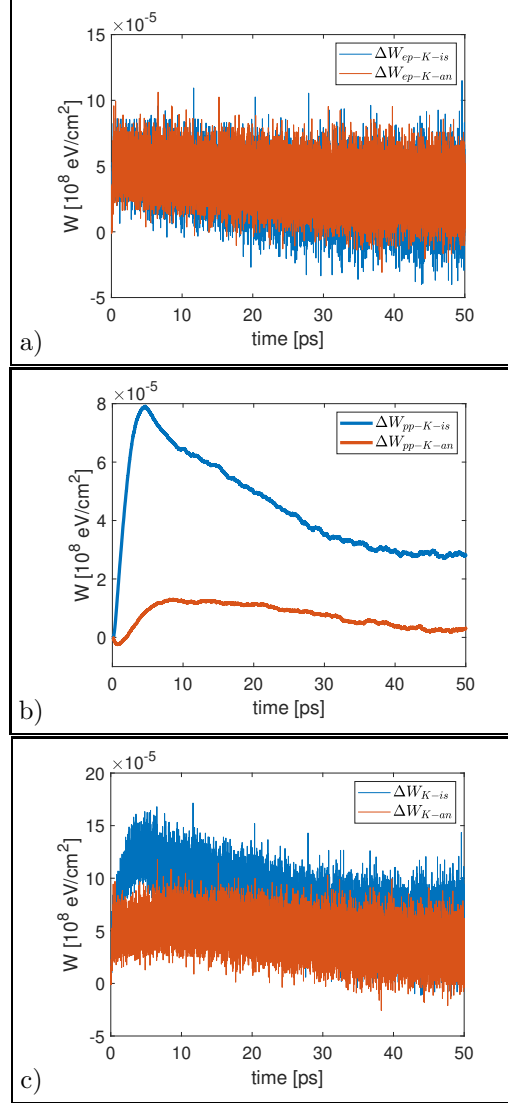 ×10⁻⁵
15
10
5
0
-5
W [10⁸ eV/cm²]
ΔW_{ep-K-is}
ΔW_{ep-K-an}
0 10 20 30 40 50
time [ps]
a)
×10⁻⁵
8
6
4
2
0
W [10⁸ eV/cm²]
ΔW_{pp-K-is}
ΔW_{pp-K-an}
0 10 20 30 40 50
time [ps]
b)
×10⁻⁵
20
15
10
5
0
-5
W [10⁸ eV/cm²]
ΔW_{K-is}
ΔW_{K-an}
0 10 20 30 40 50
time [ps]
c)